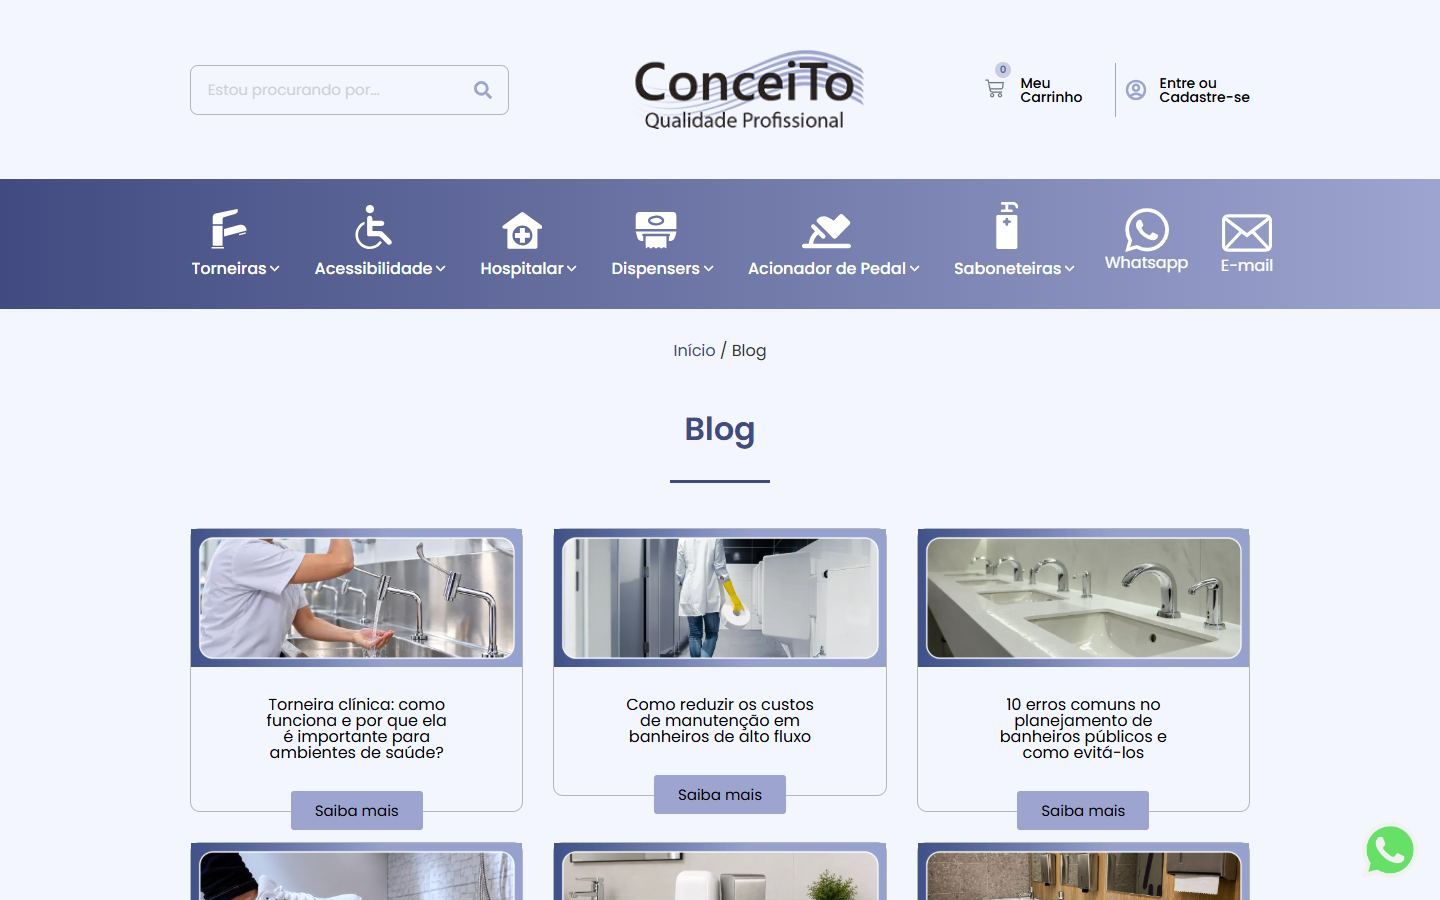 Estou procurando por...
ConceiTo
Qualidade Profissional
0
Meu
Carrinho
Entre ou
Cadastre-se
Torneiras
Acessibilidade
Hospitalar
Dispensers
Acionador de Pedal
Saboneteiras
Whatsapp
E-mail
Início / Blog
Blog
Torneira clínica: como
funciona e por que ela
é importante para
ambientes de saúde?
Saiba mais
Como reduzir os custos
de manutenção em
banheiros de alto fluxo
Saiba mais
10 erros comuns no
planejamento de
banheiros públicos e
como evitá-los
Saiba mais